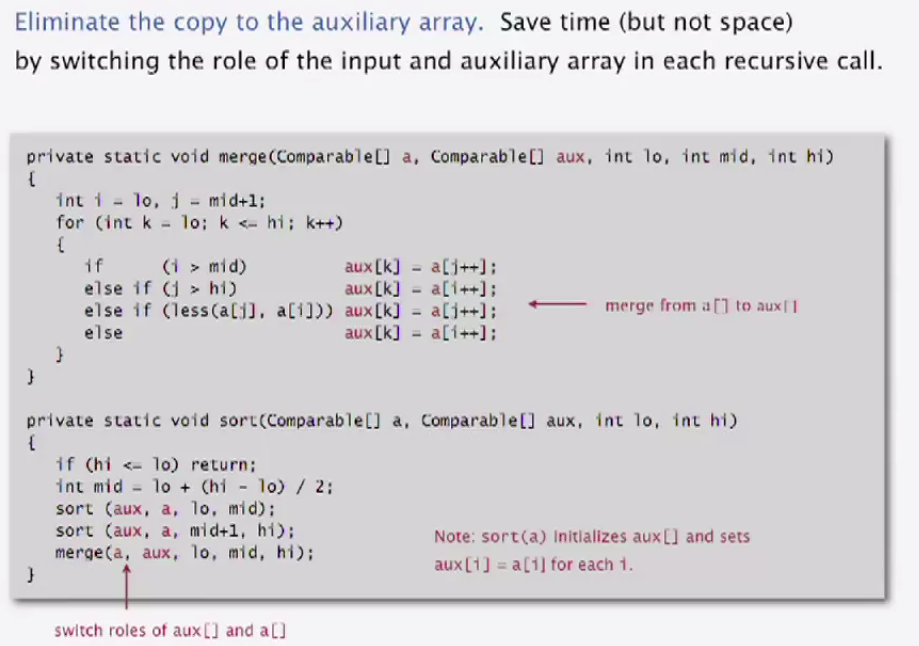 Eliminate the copy to the auxiliary array. Save time (but not space)
by switching the role of the input and auxiliary array in each recursive call.
private static void merge(Comparable[] a, Comparable[] aux, int lo, int mid, int hi)
{
int i = lo, j = mid+1;
for (int k = lo; k <= hi; k++)
{
if (i > mid) aux[k] = a[j++];
else if (j > hi) aux[k] = a[i++];
else if (less(a[j], a[i])) aux[k] = a[j++];
else aux[k] = a[i++];
merge from a[] to aux[]
}
}
private static void sort(Comparable[] a, Comparable[] aux, int lo, int hi)
{
if (hi <= lo) return;
int mid = lo + (hi - lo) / 2;
sort (aux, a, lo, mid);
sort (aux, a, mid+1, hi);
merge(a, aux, lo, mid, hi);
}
Note: sort(a) initializes aux[] and sets
aux[i] = a[i] for each i.
switch roles of aux[] and a[]